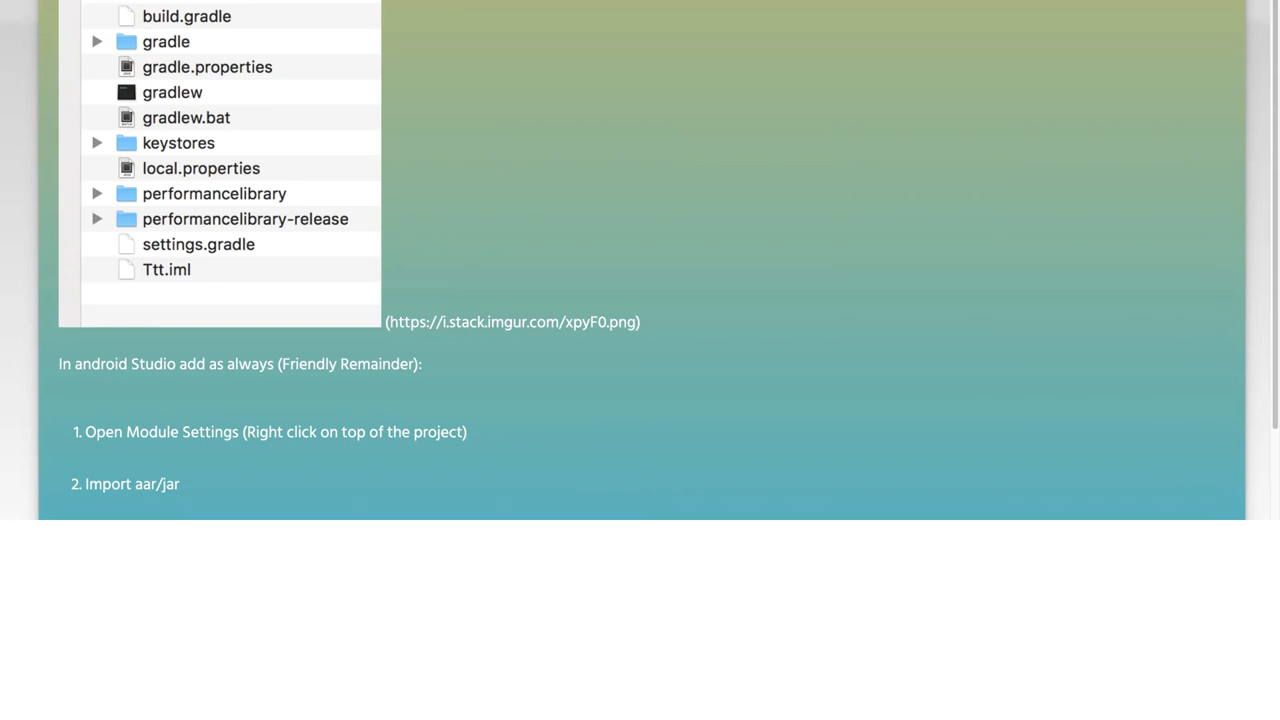 build.gradle
gradle
gradle.properties
gradlew
gradlew.bat
keystores
local.properties
performancelibrary
performancelibrary-release
settings.gradle
Ttt.iml
(https://i.stack.imgur.com/xpyF0.png)
In android Studio add as always (Friendly Remainder):
1. Open Module Settings (Right click on top of the project)
2. Import aar/jar